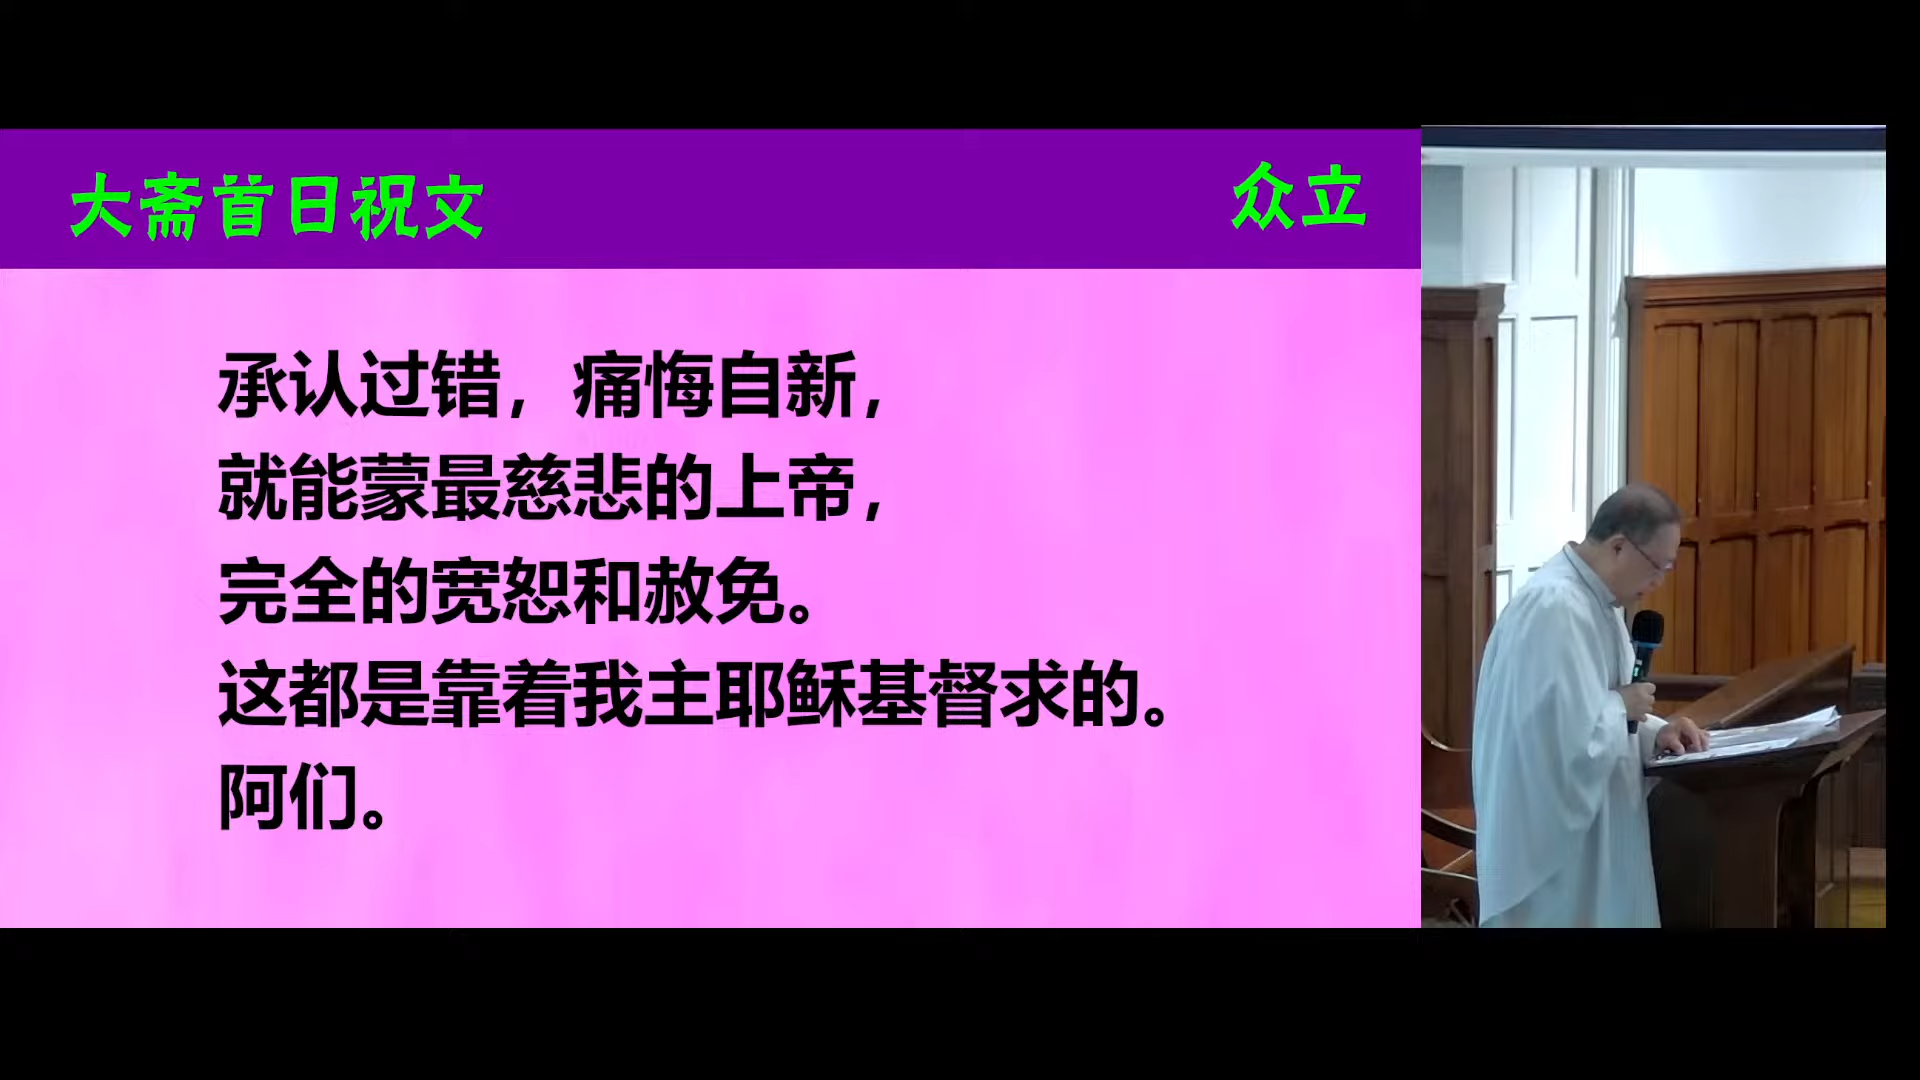 大斋首日祝文
众立
承认过错，痛悔自新，
就能蒙最慈悲的上帝，
完全的宽恕和赦免。
这都是靠着我主耶稣基督求的。
阿们。